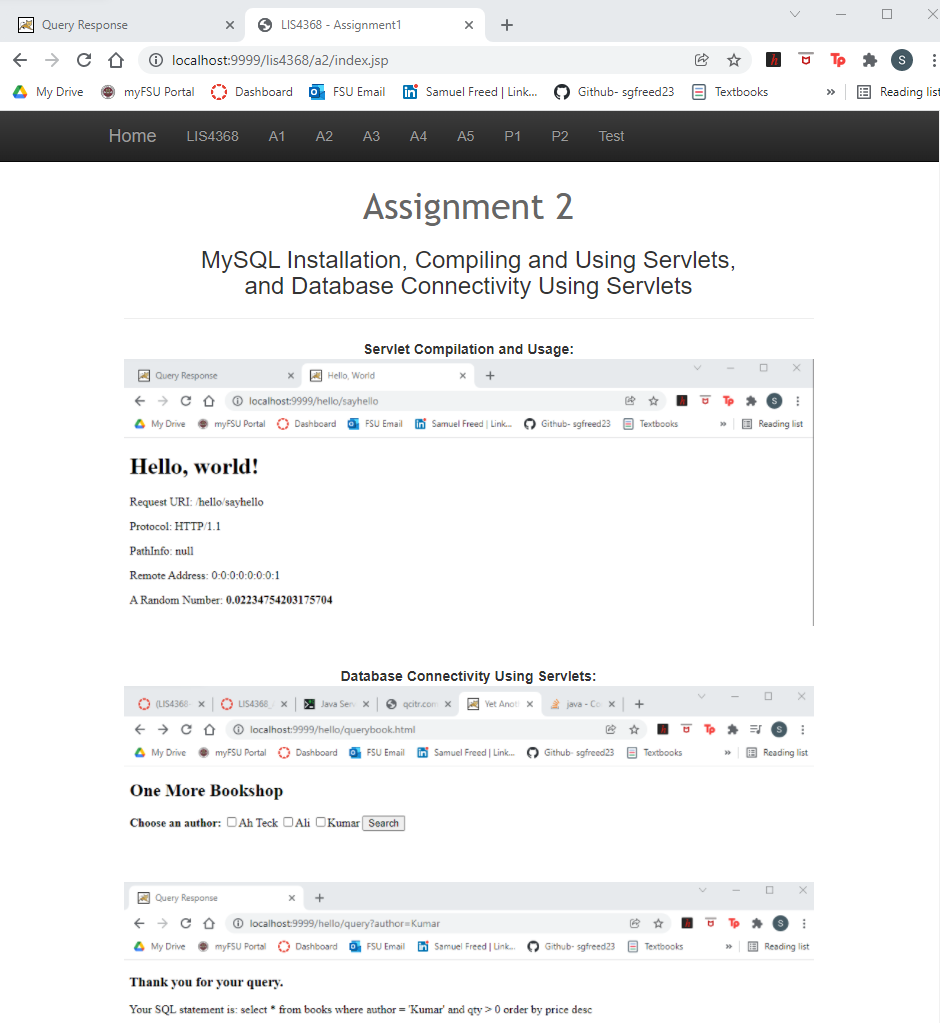 Query Response
LIS4368 - Assignment1
localhost:9999/lis4368/a2/index.jsp
S
My Drive myFSU Portal Dashboard FSU Email Samuel Freed | Link... Github- sgfreed23 Textbooks » Reading list
Home LIS4368 A1 A2 A3 A4 A5 P1 P2 Test
Assignment 2
MySQL Installation, Compiling and Using Servlets,
and Database Connectivity Using Servlets
Servlet Compilation and Usage:
Query Response Hello, World
localhost:9999/hello/sayhello
S
My Drive myFSU Portal Dashboard FSU Email Samuel Freed | Link... Github- sgfreed23 Textbooks » Reading list
Hello, world!
Request URI: /hello/sayhello
Protocol: HTTP/1.1
PathInfo: null
Remote Address: 0:0:0:0:0:0:0:1
A Random Number: 0.02234754203175704
Database Connectivity Using Servlets:
(LIS4368- LIS4368_ Java Ser qcitr.con Yet Anot java - Co
localhost:9999/hello/querybook.html
S
My Drive myFSU Portal Dashboard FSU Email Samuel Freed | Link... Github- sgfreed23 Textbooks » Reading list
One More Bookshop
Choose an author: Ah Teck Ali Kumar Search
Query Response
localhost:9999/hello/query?author=Kumar
S
My Drive myFSU Portal Dashboard FSU Email Samuel Freed | Link... Github- sgfreed23 Textbooks » Reading list
Thank you for your query.
Your SQL statement is: select * from books where author = 'Kumar' and qty > 0 order by price desc